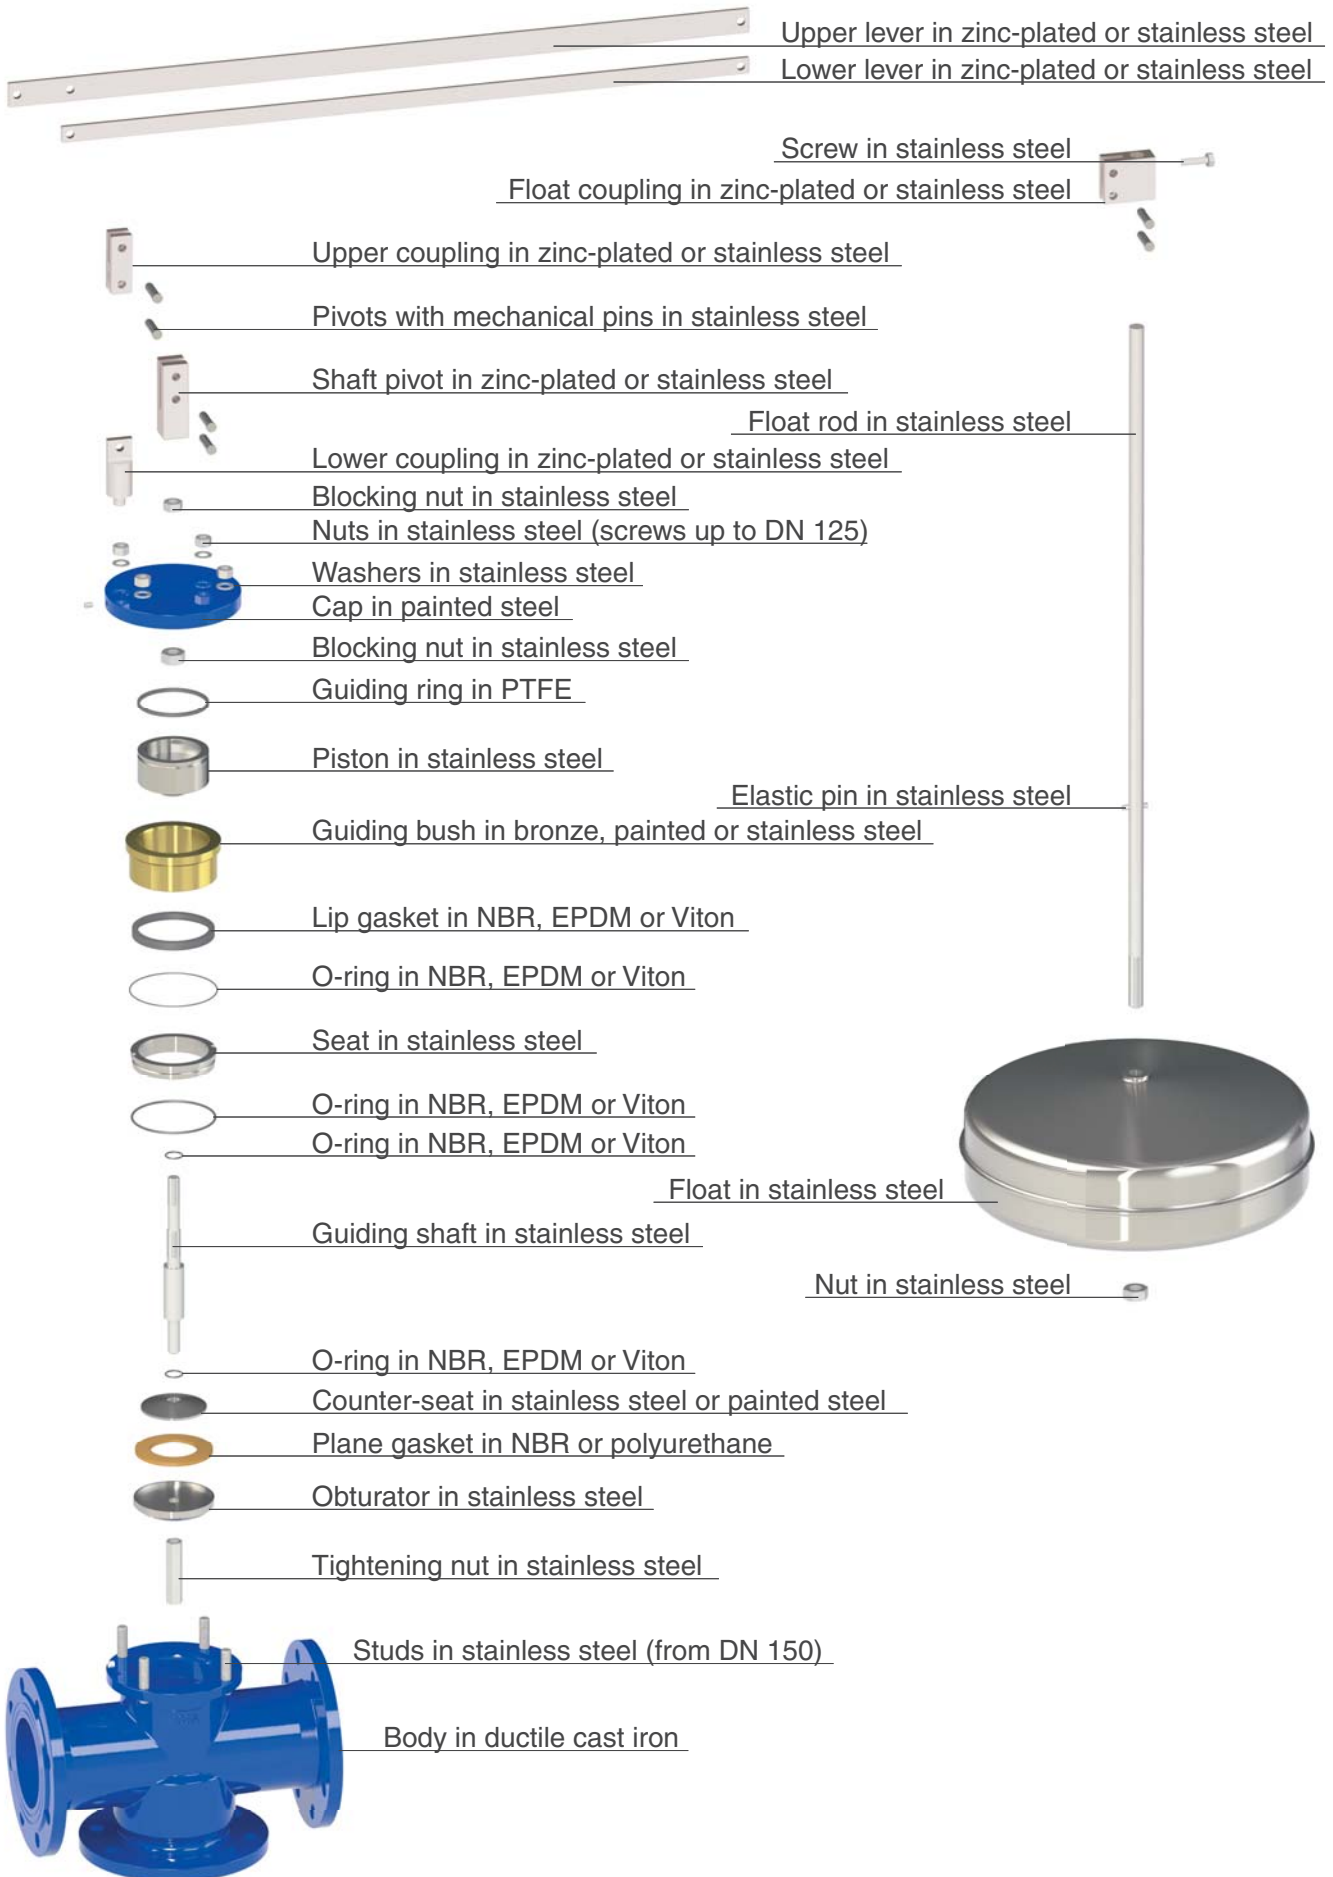 Upper lever in zinc-plated or stainless steel
Lower lever in zinc-plated or stainless steel
Screw in stainless steel
Float coupling in zinc-plated or stainless steel
Upper coupling in zinc-plated or stainless steel
Pivots with mechanical pins in stainless steel
Shaft pivot in zinc-plated or stainless steel
Float rod in stainless steel
Lower coupling in zinc-plated or stainless steel
Blocking nut in stainless steel
Nuts in stainless steel (screws up to DN 125)
Washers in stainless steel
Cap in painted steel
Blocking nut in stainless steel
Guiding ring in PTFE
Piston in stainless steel
Elastic pin in stainless steel
Guiding bush in bronze, painted or stainless steel
Lip gasket in NBR, EPDM or Viton
O-ring in NBR, EPDM or Viton
Seat in stainless steel
O-ring in NBR, EPDM or Viton
O-ring in NBR, EPDM or Viton
Float in stainless steel
Guiding shaft in stainless steel
Nut in stainless steel
O-ring in NBR, EPDM or Viton
Counter-seat in stainless steel or painted steel
Plane gasket in NBR or polyurethane
Obturator in stainless steel
Tightening nut in stainless steel
Studs in stainless steel (from DN 150)
Body in ductile cast iron